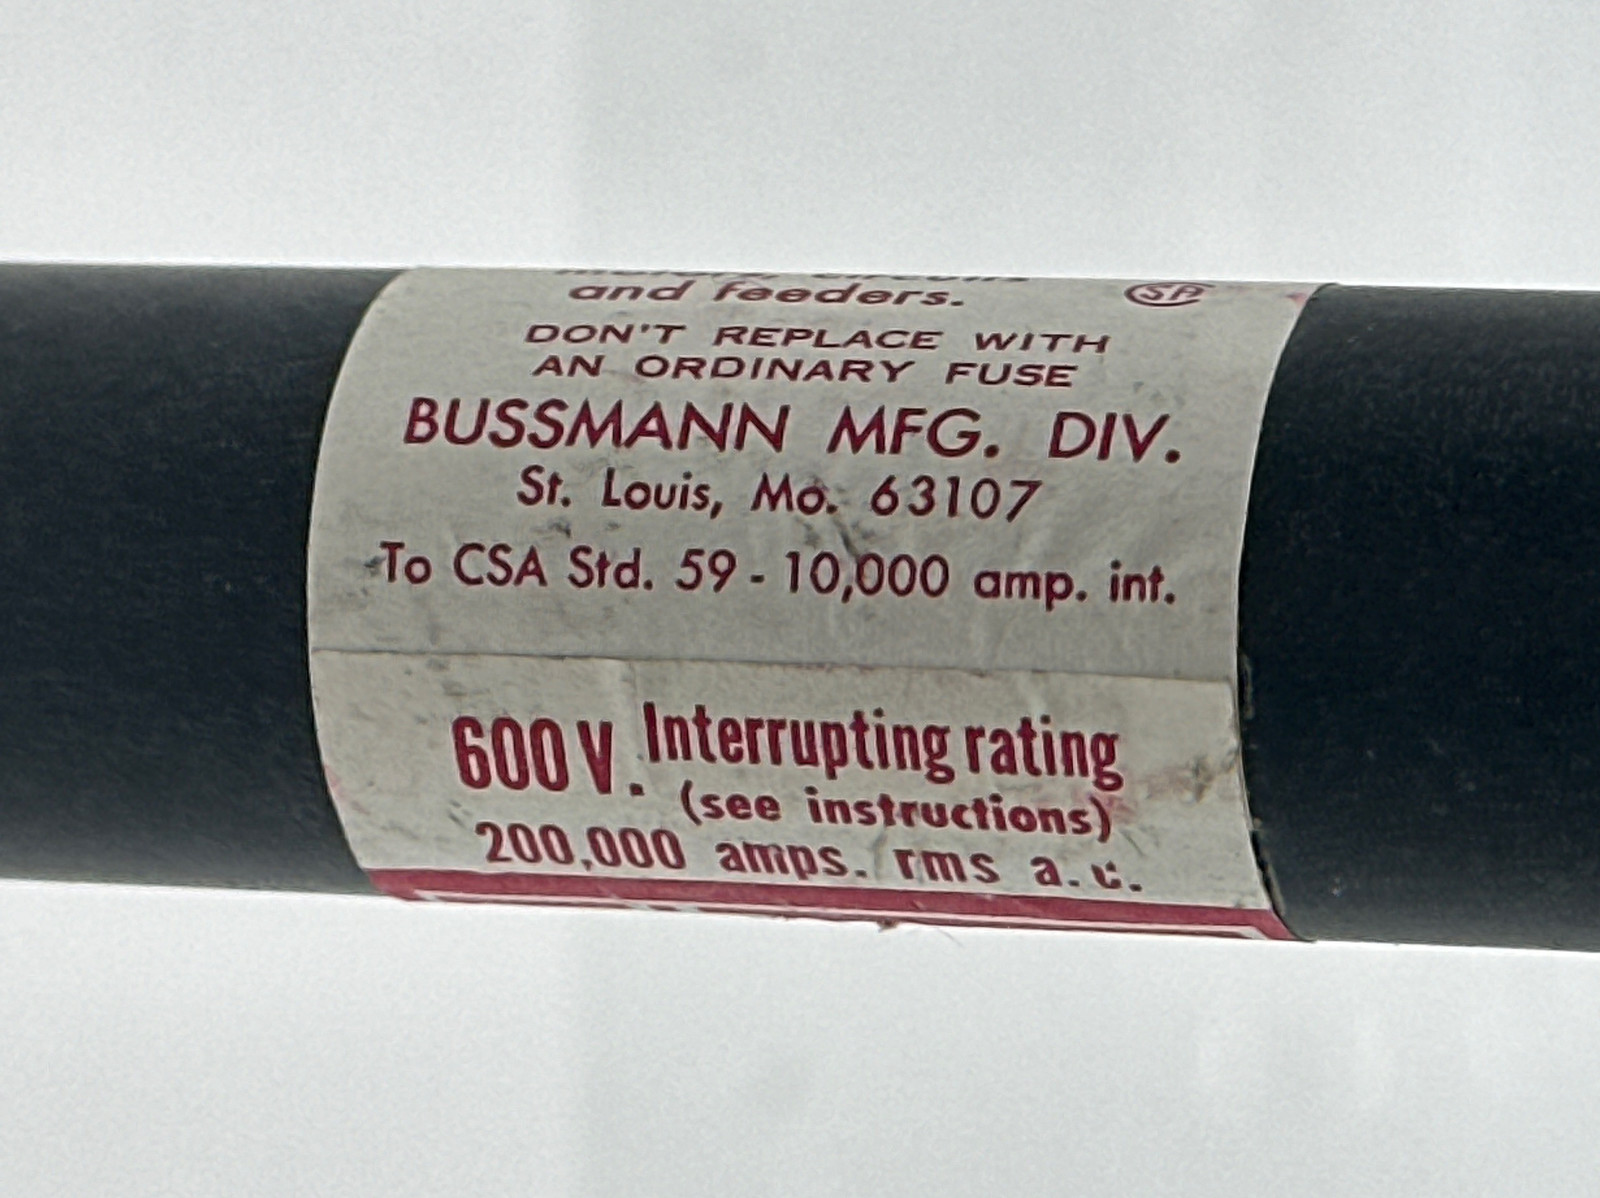 and feeders.
SA
DON'T REPLACE WITH
AN ORDINARY FUSE
BUSSMANN MFG. DIV.
St. Louis, Mo. 63107
To CSA Std. 59 - 10,000 amp. int.
600 V. Interrupting rating
(see instructions)
200,000 amps. rms a. c.